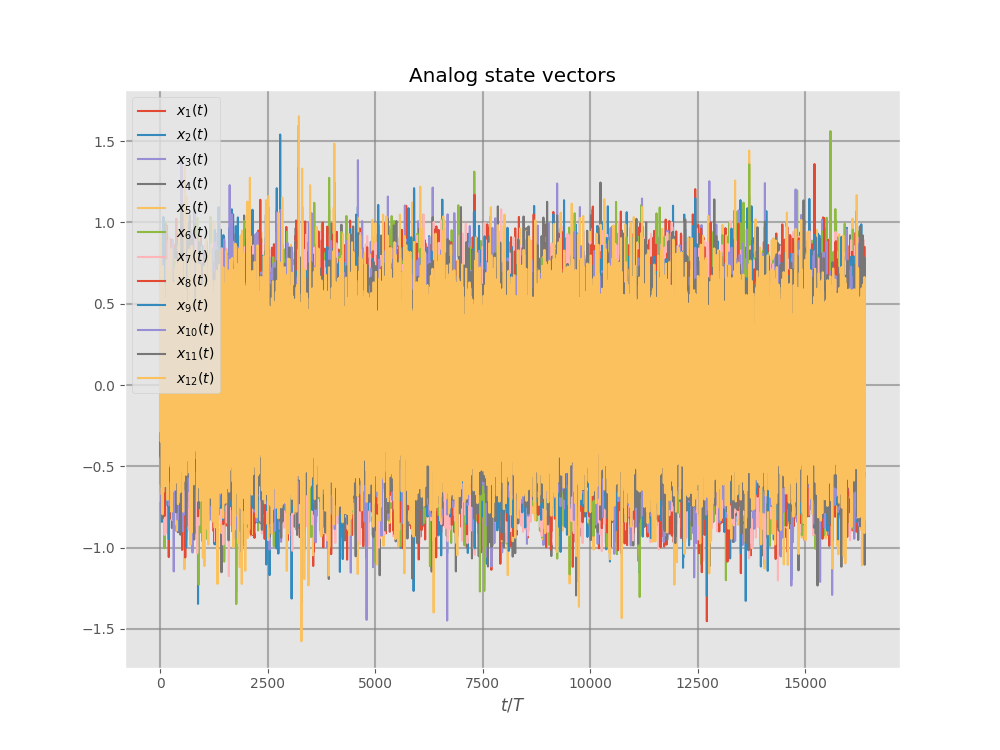 Analog state vectors
x₁(t)
x₂(t)
x₃(t)
x₄(t)
x₅(t)
x₆(t)
x₇(t)
x₈(t)
x₉(t)
x₁₀(t)
x₁₁(t)
x₁₂(t)
1.5
1.0
0.5
0.0
−0.5
−1.0
−1.5
0 2500 5000 7500 10000 12500 15000
t/T